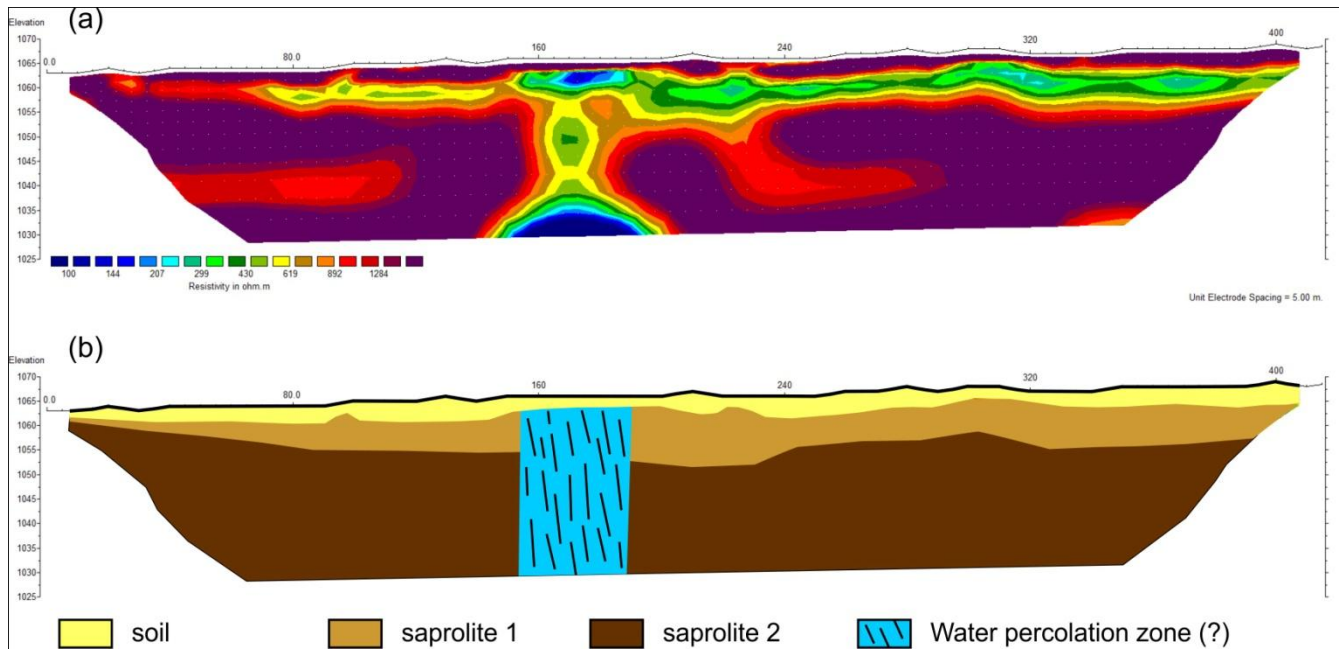 (a)
Elevation
1070
0.0 80.0 160 240 320 400
1065
1060
1055
1050
1045
1040
1035
1030
1025
100 144 207 299 430 619 892 1284
Resistivity in ohm.m
Unit Electrode Spacing = 5.00 m.
(b)
Elevation
1070
0.0 80.0 160 240 320 400
1065
1060
1055
1050
1045
1040
1035
1030
1025
soil saprolite 1 saprolite 2 Water percolation zone (?)